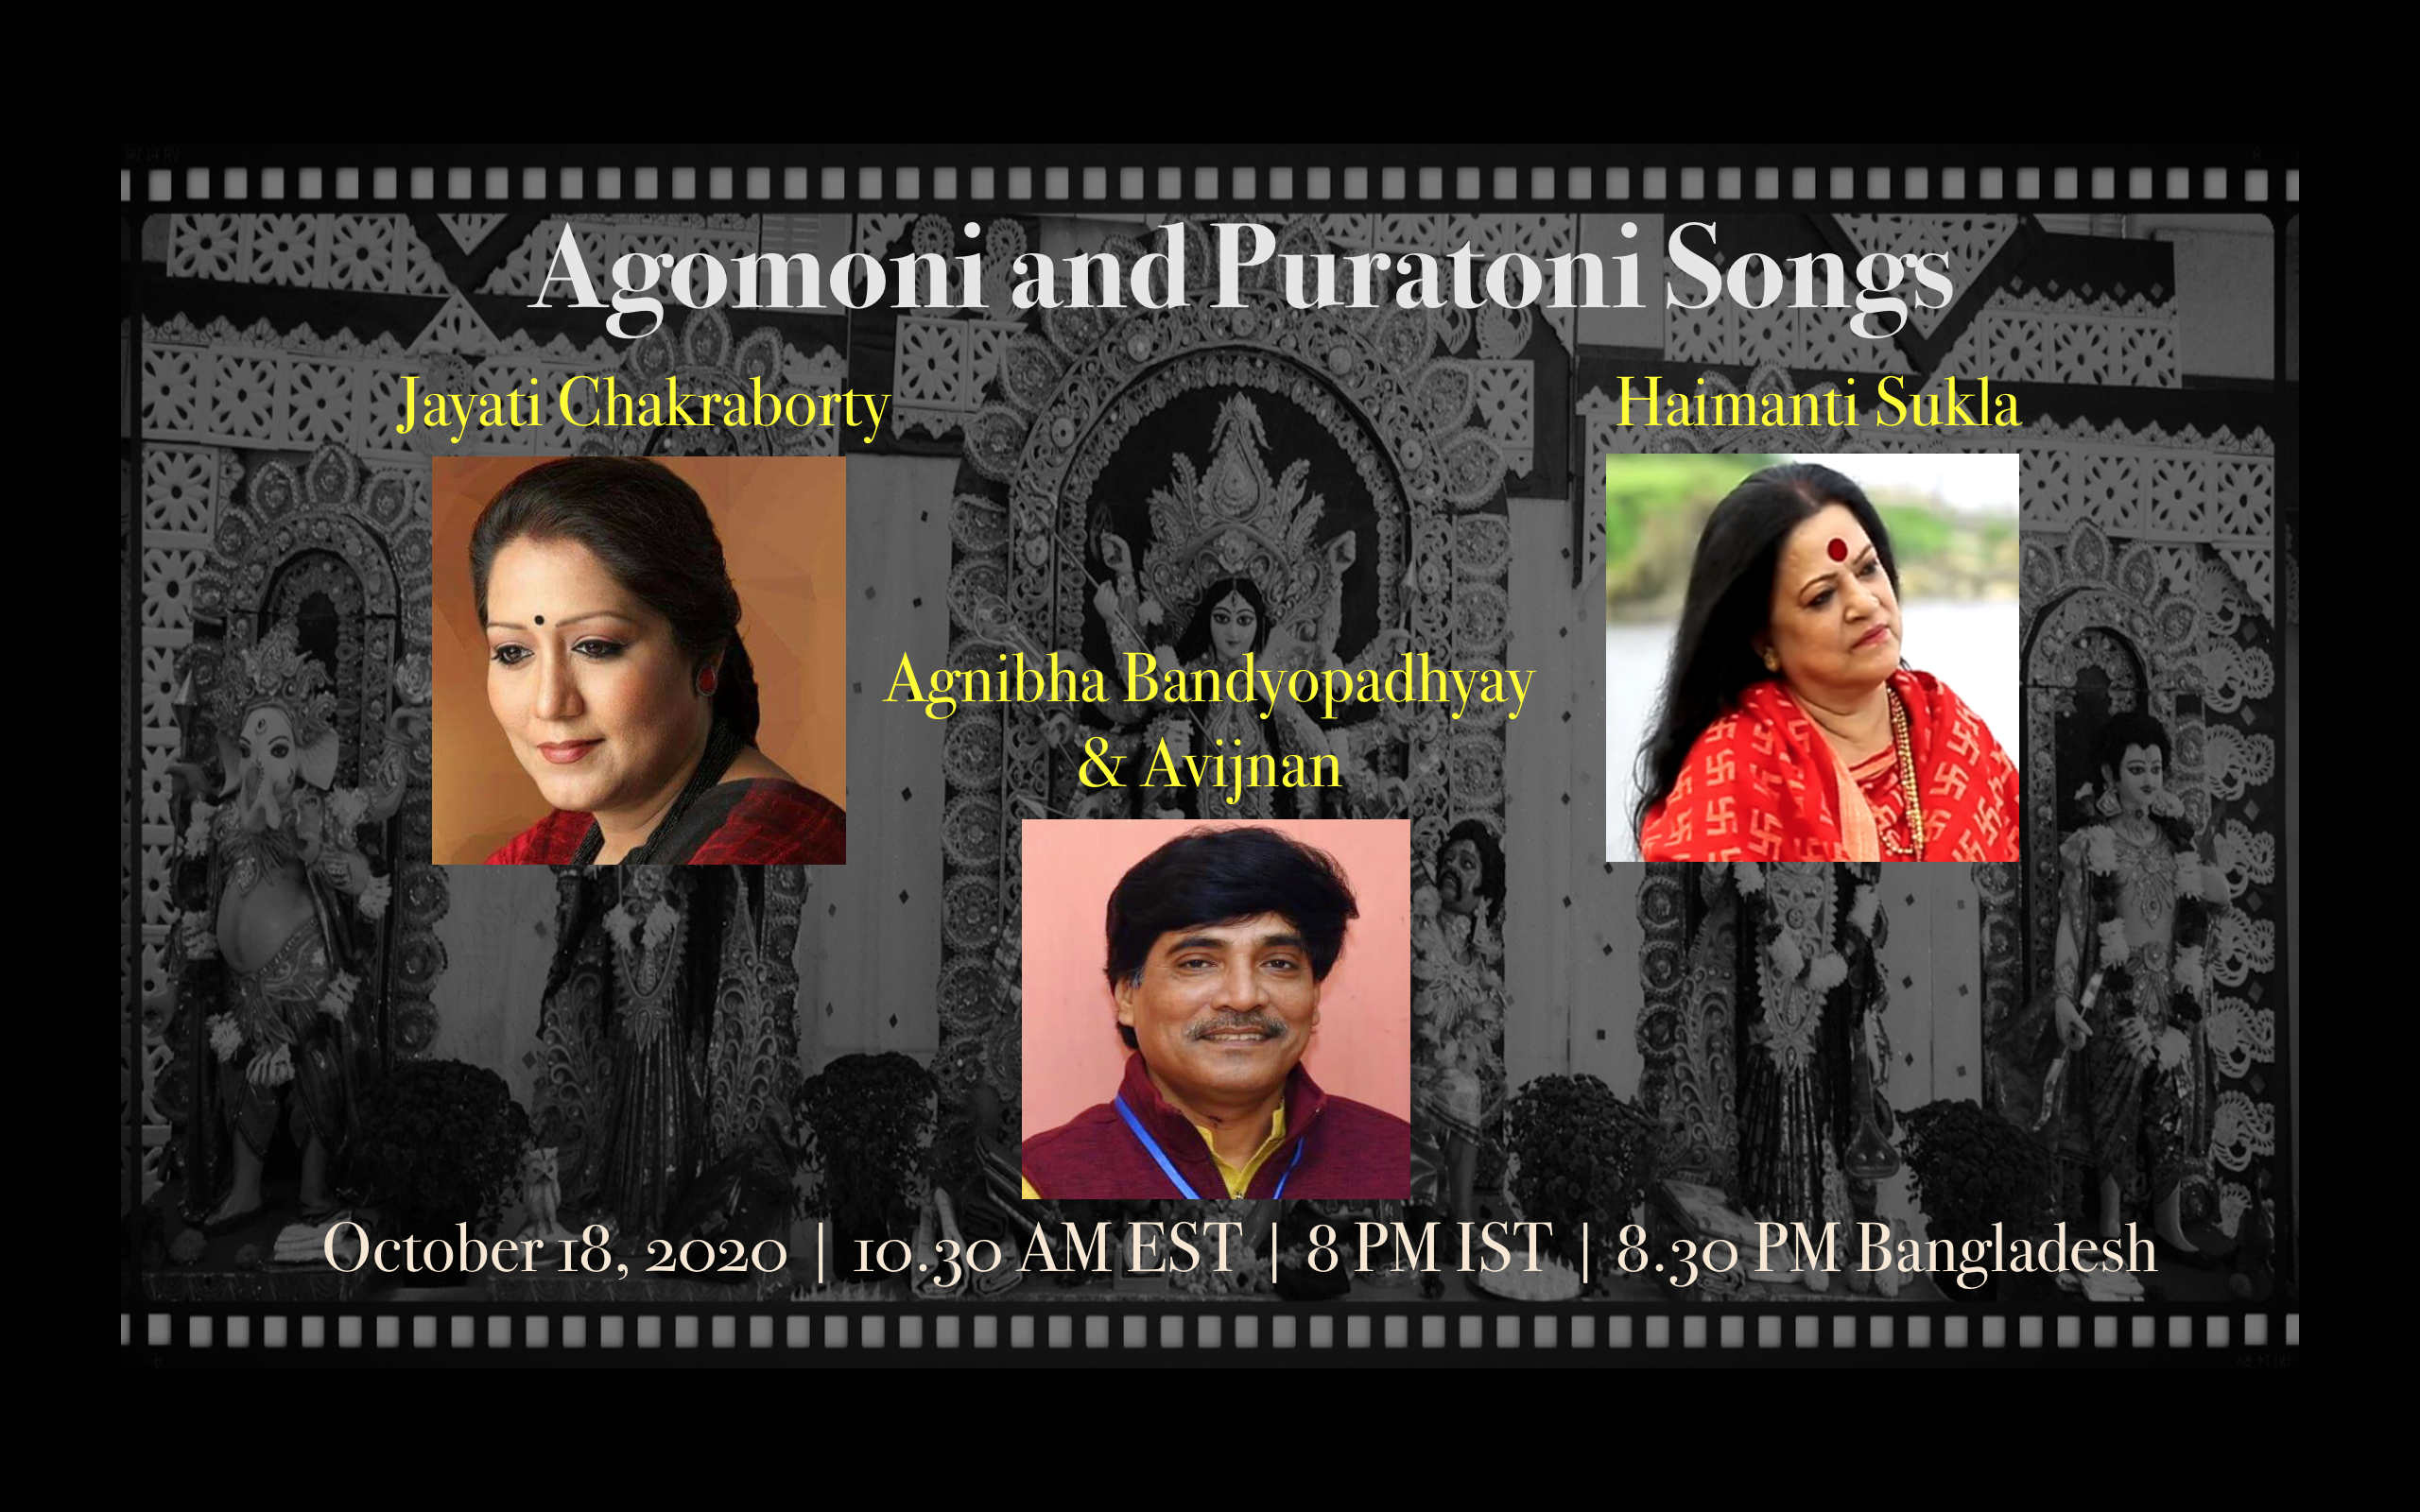 Agomoni and Puratoni Songs
Jayati Chakraborty
Haimanti Sukla
Agnibha Bandyopadhyay
& Avijnan
October 18, 2020 | 10.30 AM EST | 8 PM IST | 8.30 PM Bangladesh